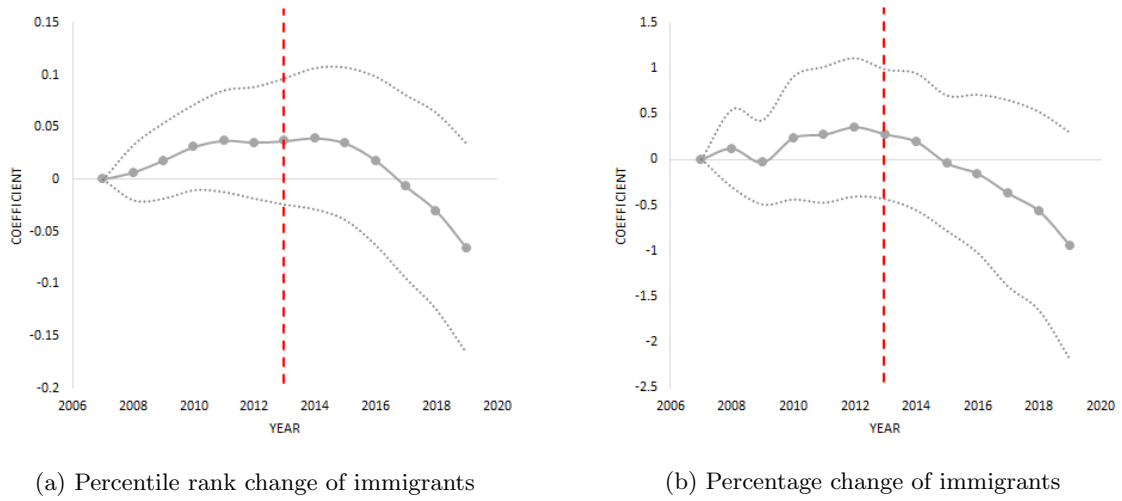 0.15
0.1
0.05
0
-0.05
-0.1
-0.15
-0.2
COEFFICIENT
2006 2008 2010 2012 2014 2016 2018 2020
YEAR
(a) Percentile rank change of immigrants
1.5
1
0.5
0
-0.5
-1
-1.5
-2
-2.5
COEFFICIENT
2006 2008 2010 2012 2014 2016 2018 2020
YEAR
(b) Percentage change of immigrants